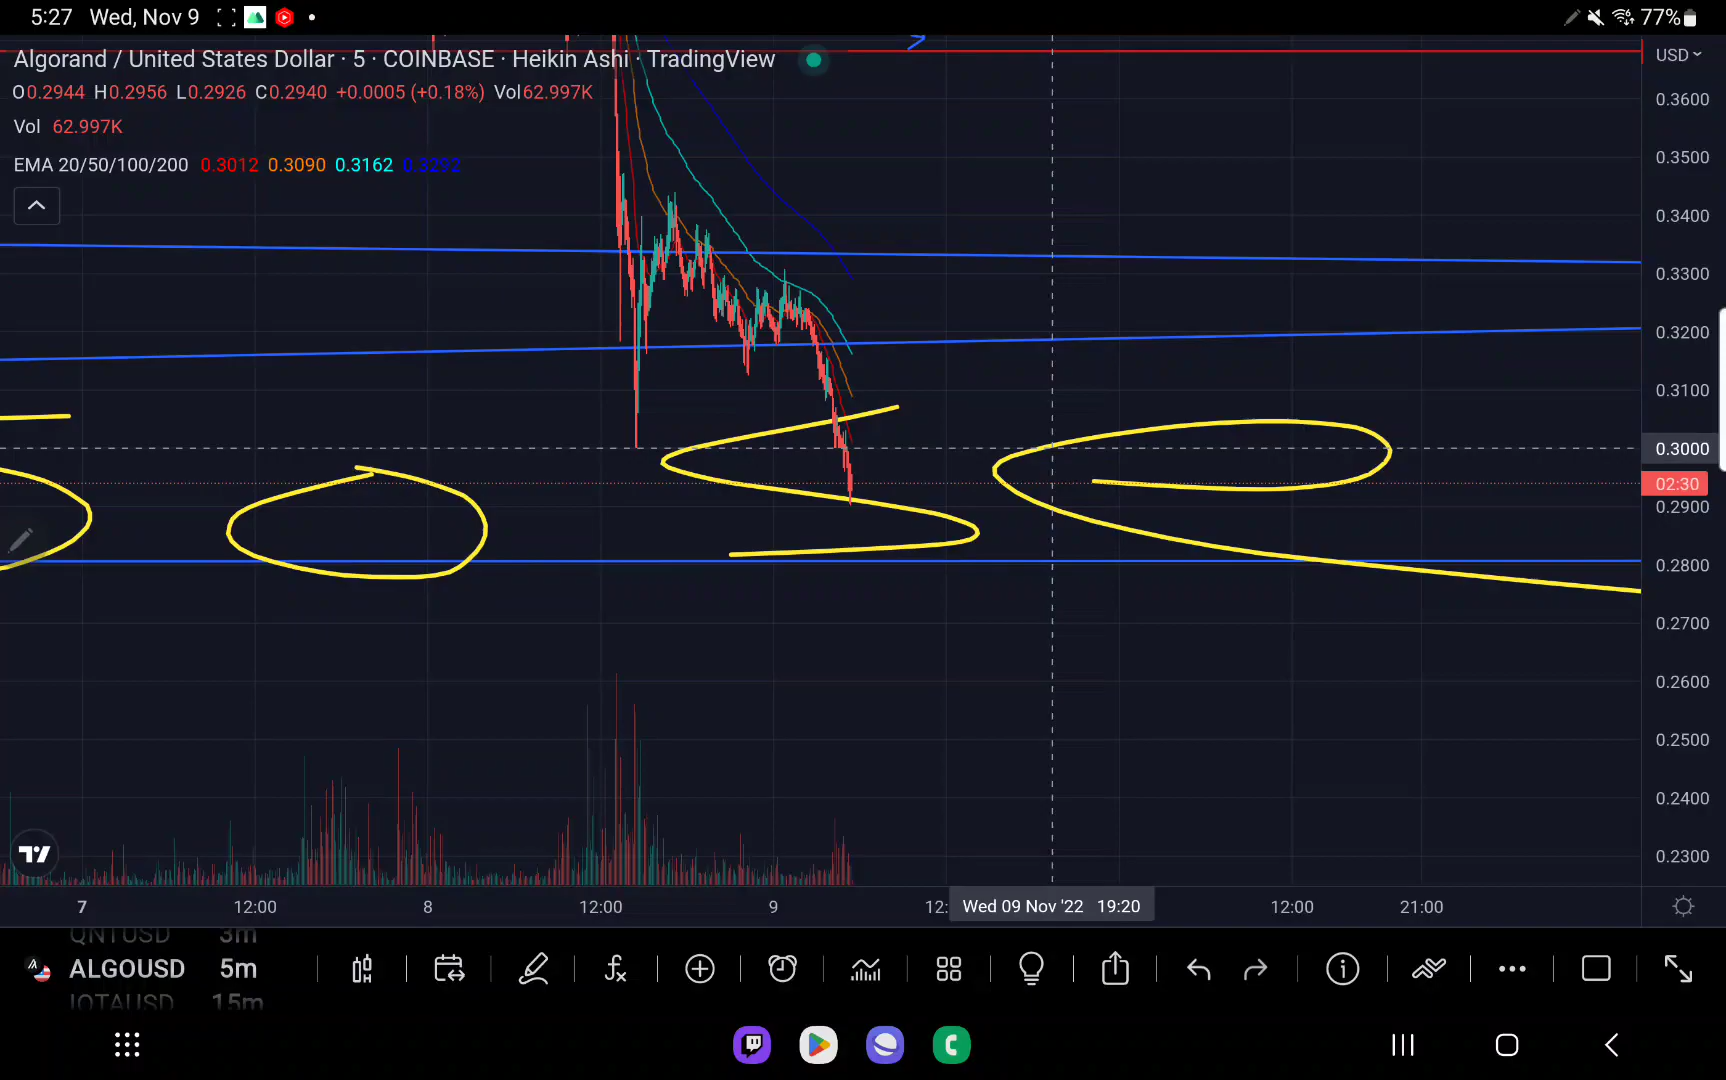 5:27 Wed, Nov 9 77%
Algorand / United States Dollar · 5 · COINBASE · Heikin Ashi · TradingView
USD
O0.2944 H0.2956 L0.2926 C0.2940 +0.0005 (+0.18%) Vol62.997K
Vol 62.997K
EMA 20/50/100/200 0.3012 0.3090 0.3162 0.3292
0.3600
0.3500
0.3400
0.3300
0.3200
0.3100
0.3000
02:30
0.2900
0.2800
0.2700
0.2600
0.2500
0.2400
0.2300
7 12:00 8 12:00 9 12: Wed 09 Nov '22 19:20 12:00 21:00
QNTUSD 3m
ALGOUSD 5m
IOTAUSD 15m